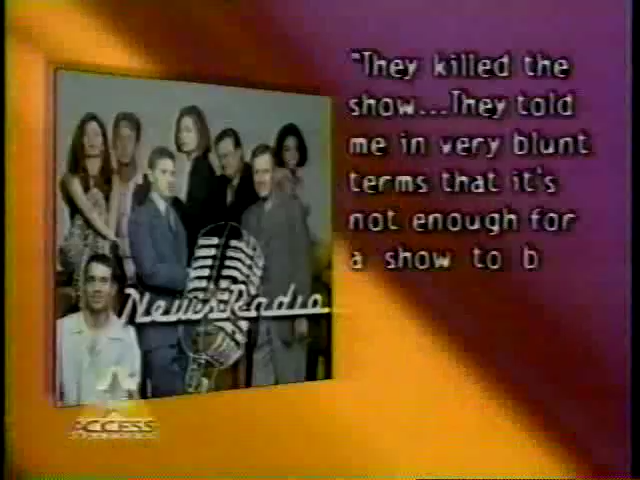 "They killed the
show...They told
me in very blunt
terms that it's
not enough for
a show to b
NewsRadio
ACCESS